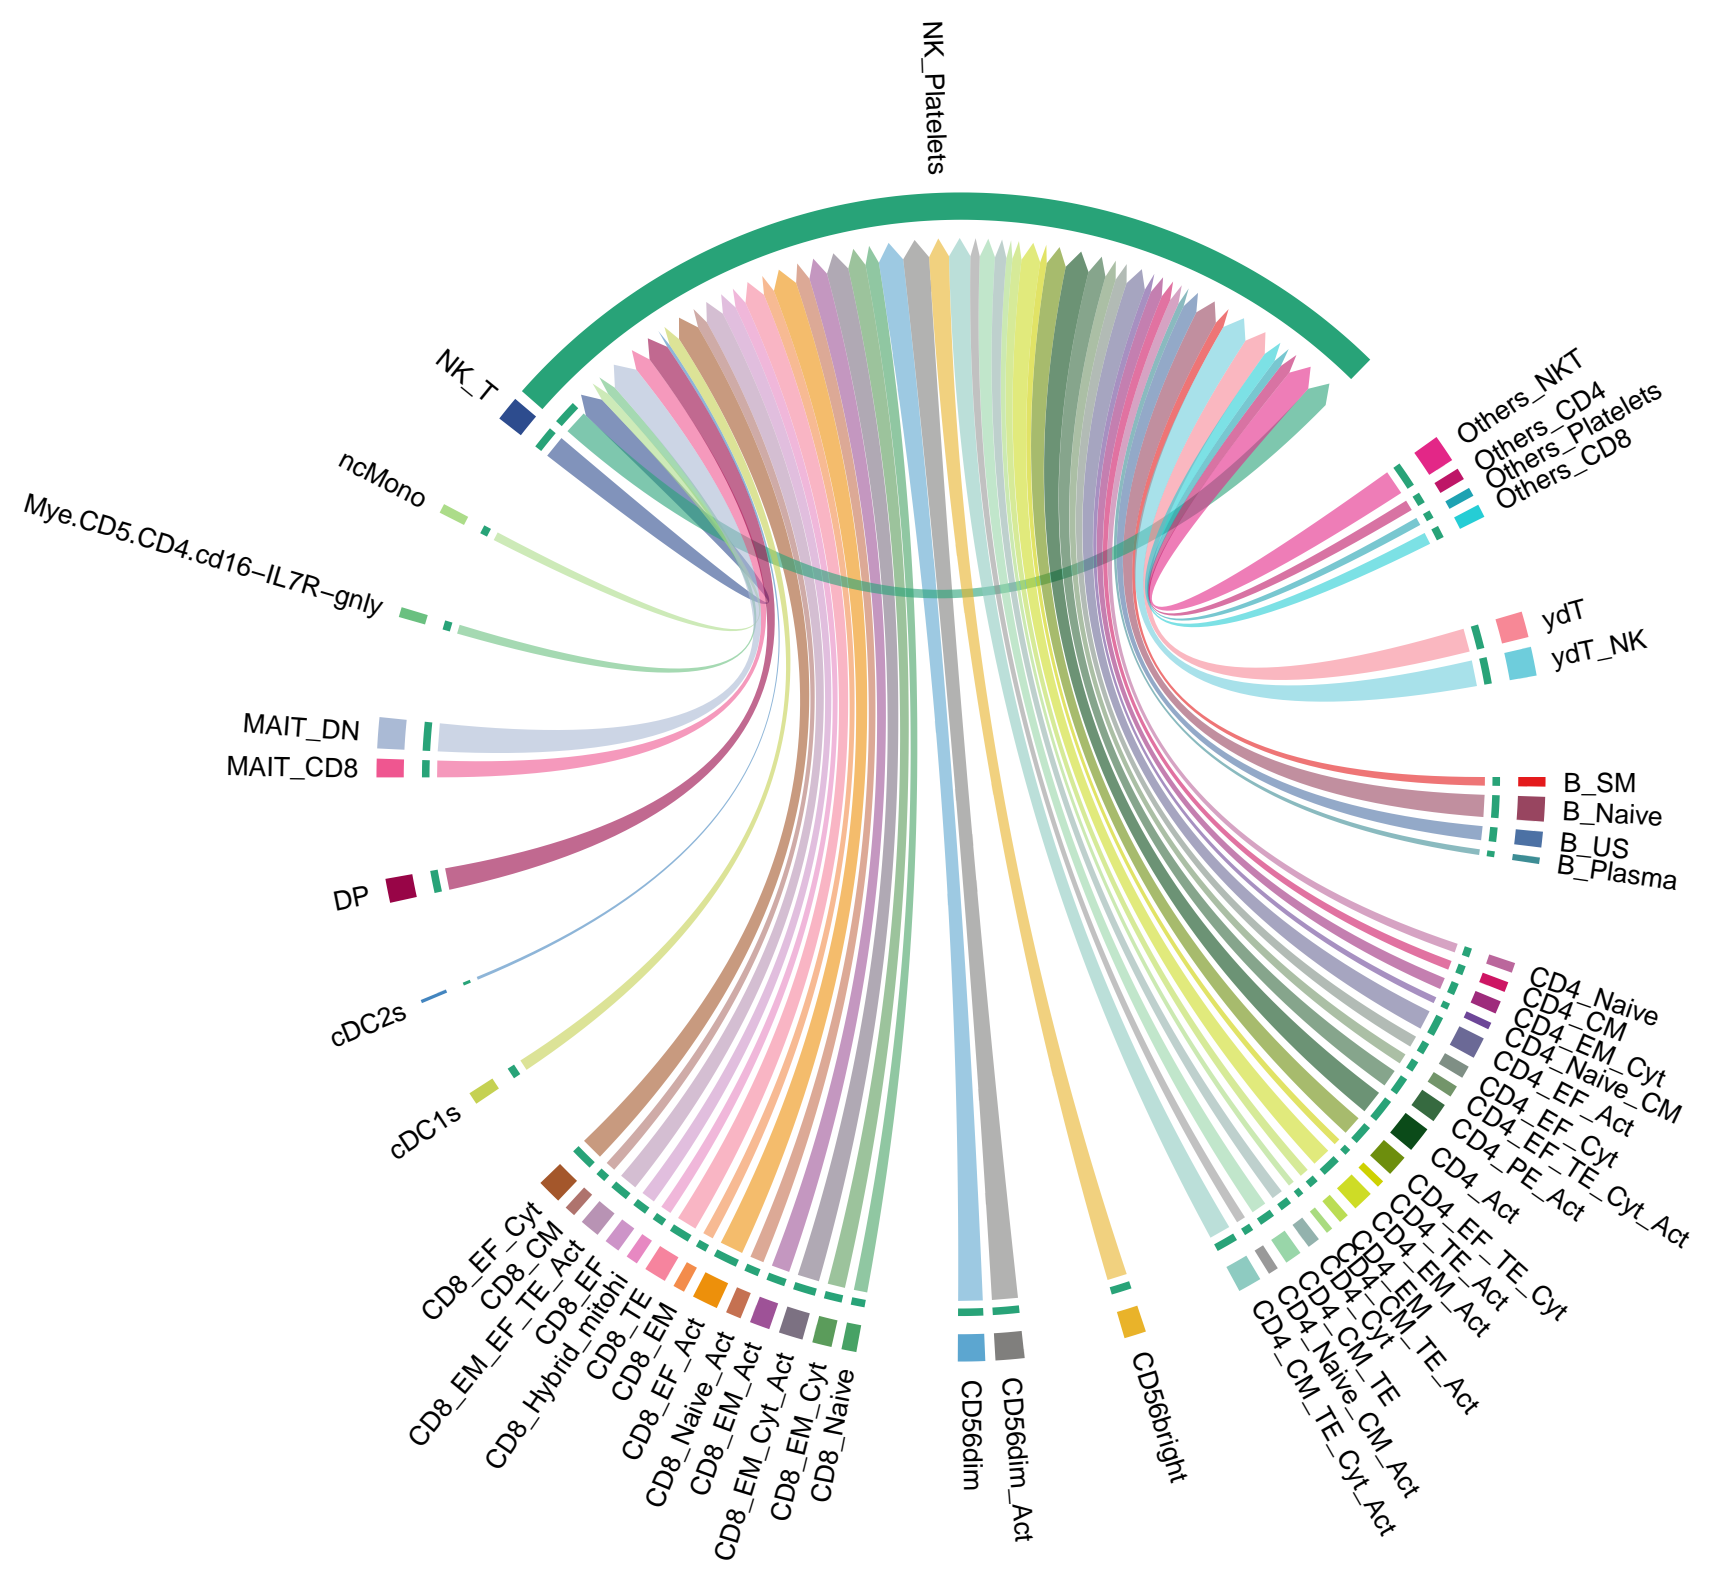 NK_Platelets
Others_NKT
Others_CD4
Others_Platelets
Others_CD8
ydT
ydT_NK
B_SM
B_Naive
B_US
B_Plasma
CD4_Naive
CD4_CM
CD4_EM_Cyt
CD4_Naive_CM
CD4_EF_Act
CD4_EF_Cyt
CD4_EF_TE_Cyt_Act
CD4_PE_Act
CD4_Act
CD4_EF_TE_Cyt
CD4_TE_Act
CD4_EM_Act
CD4_EM
CD4_CM_TE_Act
CD4_Cyt
CD4_CM_TE
CD4_Naive_CM_Act
CD4_CM_TE_Cyt_Act
CD56bright
CD56dim_Act
CD56dim
CD8_Naive
CD8_EM_Cyt
CD8_EM_Cyt_Act
CD8_EM_Act
CD8_Naive_Act
CD8_EF_Act
CD8_EM
CD8_TE
CD8_Hybrid_mitohi
CD8_EF
CD8_EM_EF_TE_Act
CD8_CM
CD8_EF_Cyt
cDC1s
cDC2s
DP
MAIT_CD8
MAIT_DN
Mye.CD5.CD4.cd16−IL7R−gnly
ncMono
NK_T